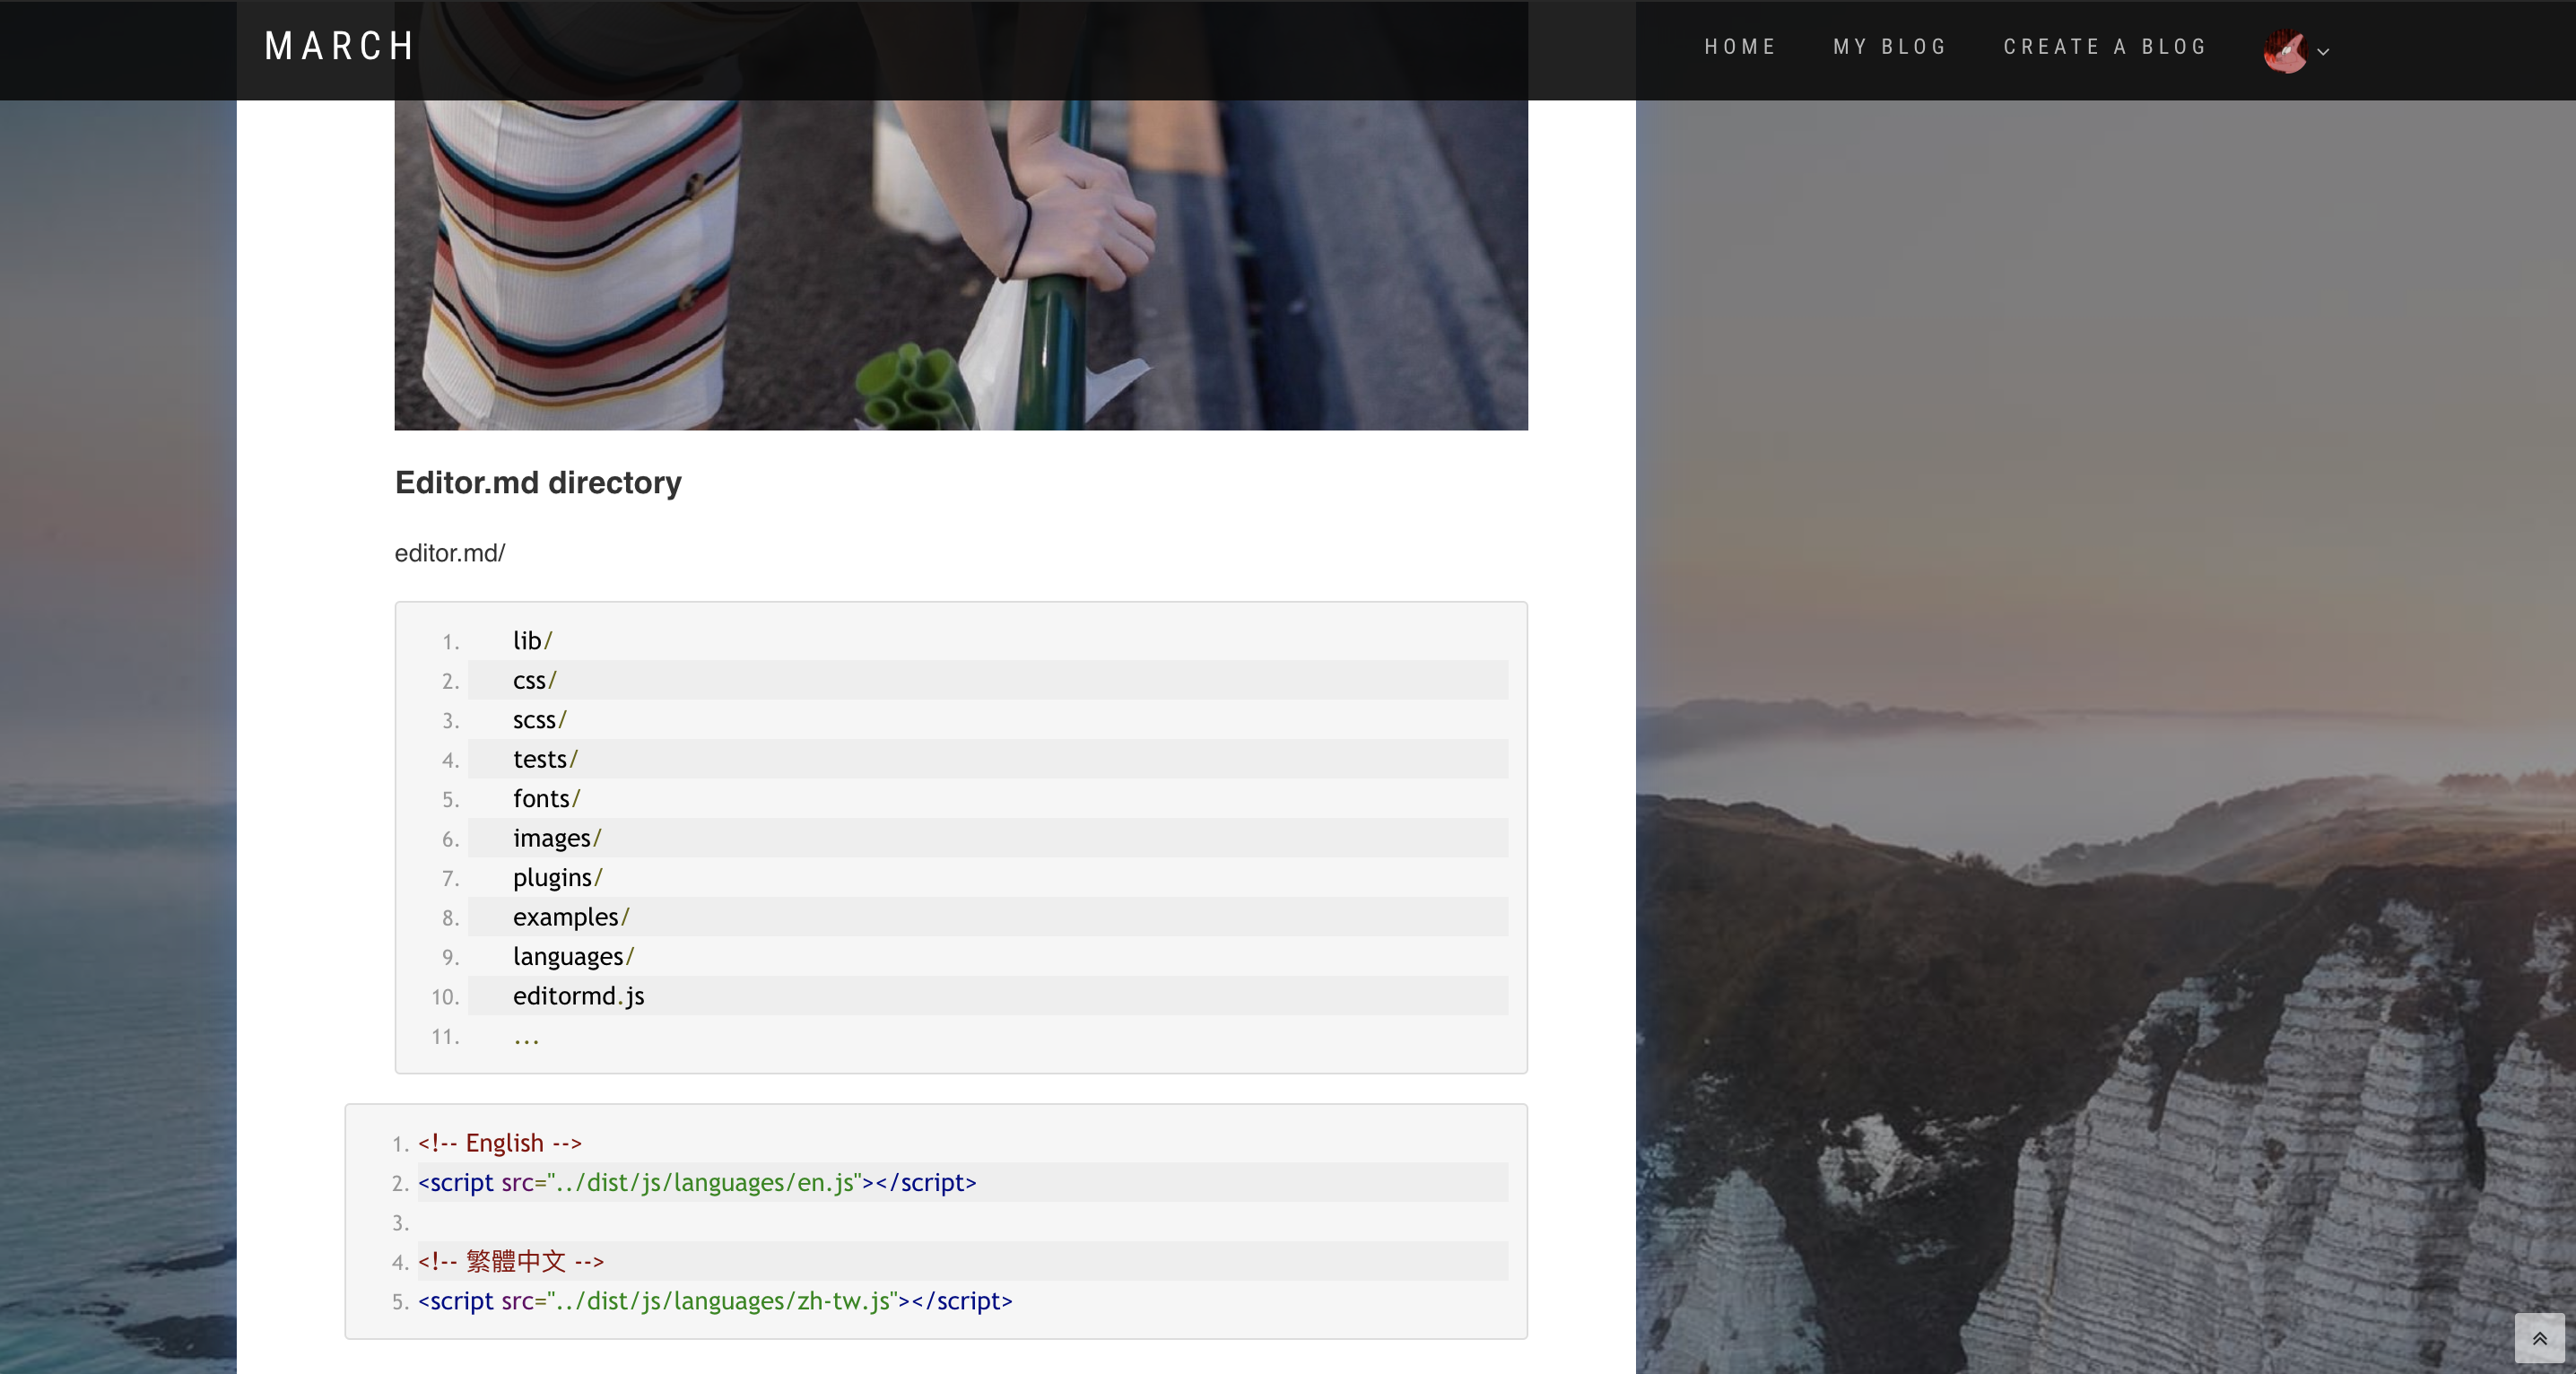 MARCH
HOME MY BLOG CREATE A BLOG
Editor.md directory
editor.md/
1. lib/
2. css/
3. scss/
4. tests/
5. fonts/
6. images/
7. plugins/
8. examples/
9. languages/
10. editormd.js
11. ...
1. <!-- English -->
2. <script src="../dist/js/languages/en.js"></script>
3.
4. <!-- 繁體中文 -->
5. <script src="../dist/js/languages/zh-tw.js"></script>